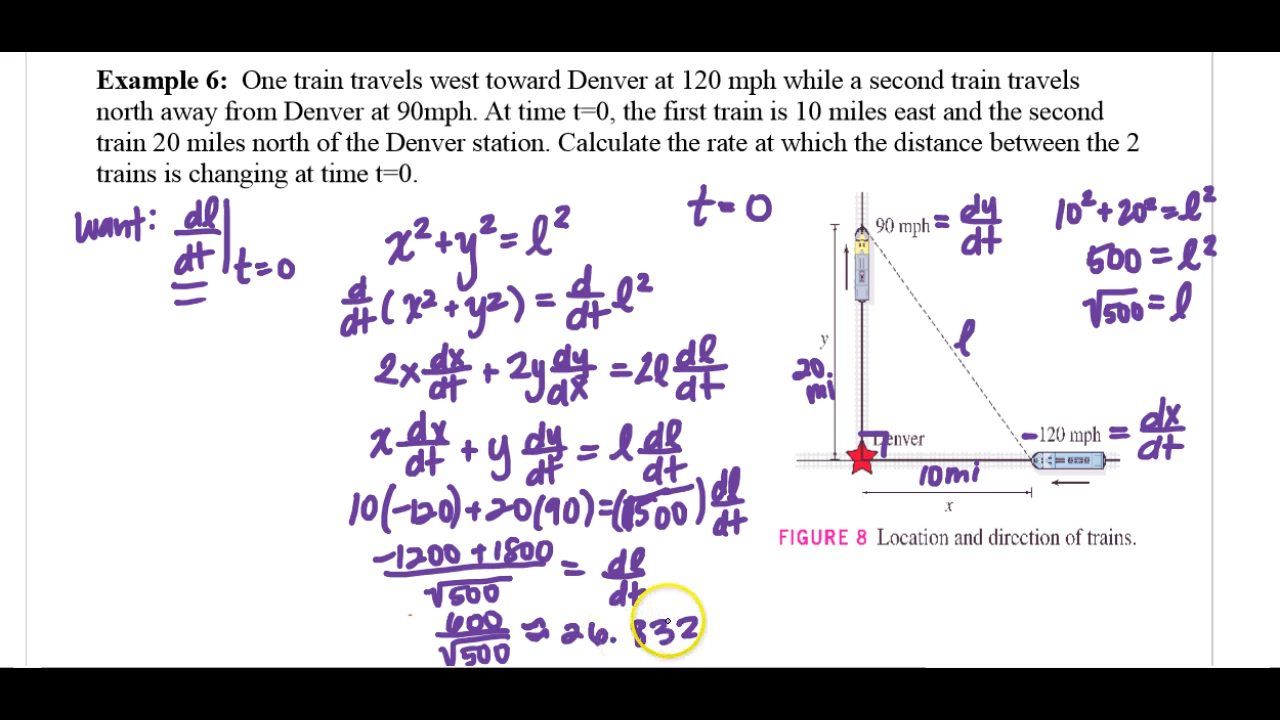 Example 6: One train travels west toward Denver at 120 mph while a second train travels
north away from Denver at 90mph. At time t=0, the first train is 10 miles east and the second
train 20 miles north of the Denver station. Calculate the rate at which the distance between the 2
trains is changing at time t=0.
want: dl/dt | t=0
x² + y² = l²
d/dt (x² + y²) = d/dt l²
2x dx/dt + 2y dy/dx = 2l dl/dt
x dx/dt + y dy/dt = l dl/dt
10(-120) + 20(90) = (√500) dl/dt
-1200 + 1800 / √500 = dl/dt
600 / √500 ≈ 26.832
t = 0
90 mph = dy/dt
y
20 mi
l
Denver
10 mi
x
-120 mph = dx/dt
FIGURE 8 Location and direction of trains.
10² + 20² = l²
500 = l²
√500 = l